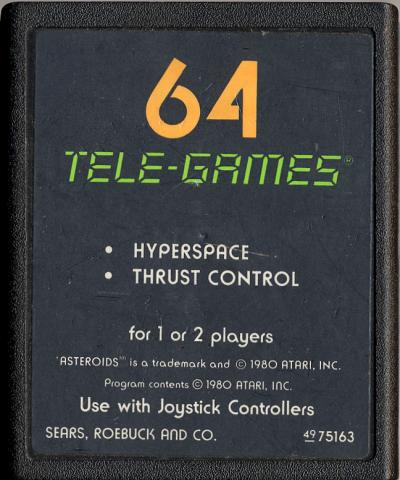 64
TELE-GAMES®
• HYPERSPACE
• THRUST CONTROL
for 1 or 2 players
"ASTEROIDS"™ is a trademark and © 1980 ATARI, INC.
Program contents © 1980 ATARI, INC.
Use with Joystick Controllers
SEARS, ROEBUCK AND CO. 49 75163